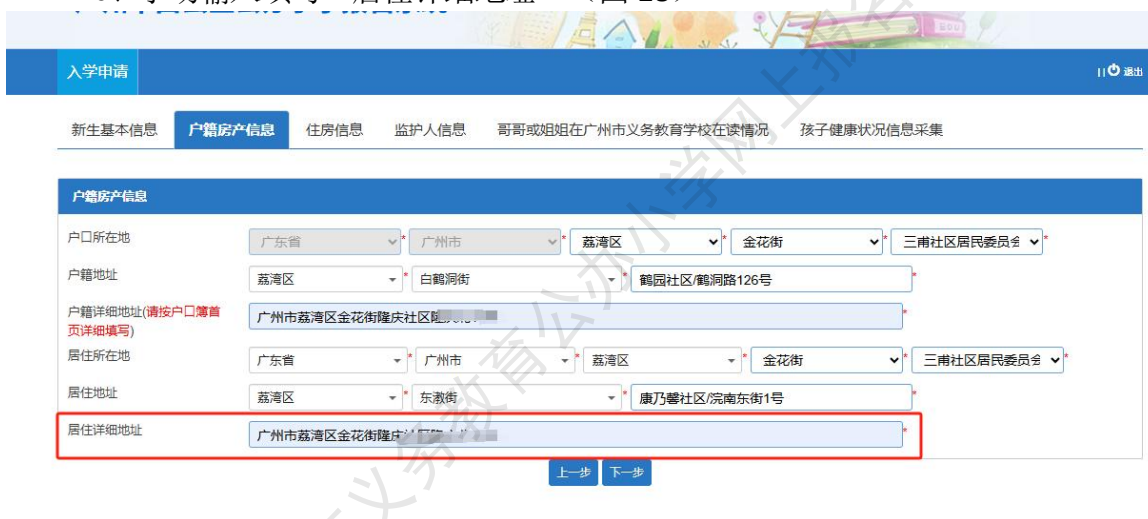 入学申请
退出
新生基本信息 户籍房产信息 住房信息 监护人信息 哥哥或姐姐在广州市义务教育学校在读情况 孩子健康状况信息采集
户籍房产信息
户口所在地 广东省 * 广州市 * 荔湾区 * 金花街 * 三甫社区居民委员会 *
户籍地址 荔湾区 * 白鹤洞街 * 鹤园社区/鹤洞路126号 *
户籍详细地址(请按户口簿首 广州市荔湾区金花街隆庆社区隆 *
页详细填写)
居住所在地 广东省 * 广州市 * 荔湾区 * 金花街 * 三甫社区居民委员会 *
居住地址 荔湾区 * 东漖街 * 康乃馨社区/浣南东街1号 *
居住详细地址 广州市荔湾区金花街隆庆 *
上一步 下一步